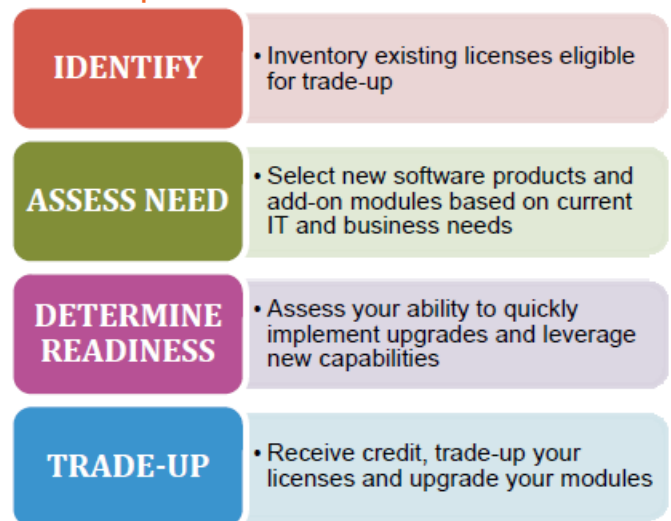 IDENTIFY
• Inventory existing licenses eligible
for trade-up
ASSESS NEED
• Select new software products and
add-on modules based on current
IT and business needs
DETERMINE
READINESS
• Assess your ability to quickly
implement upgrades and leverage
new capabilities
TRADE-UP
• Receive credit, trade-up your
licenses and upgrade your modules